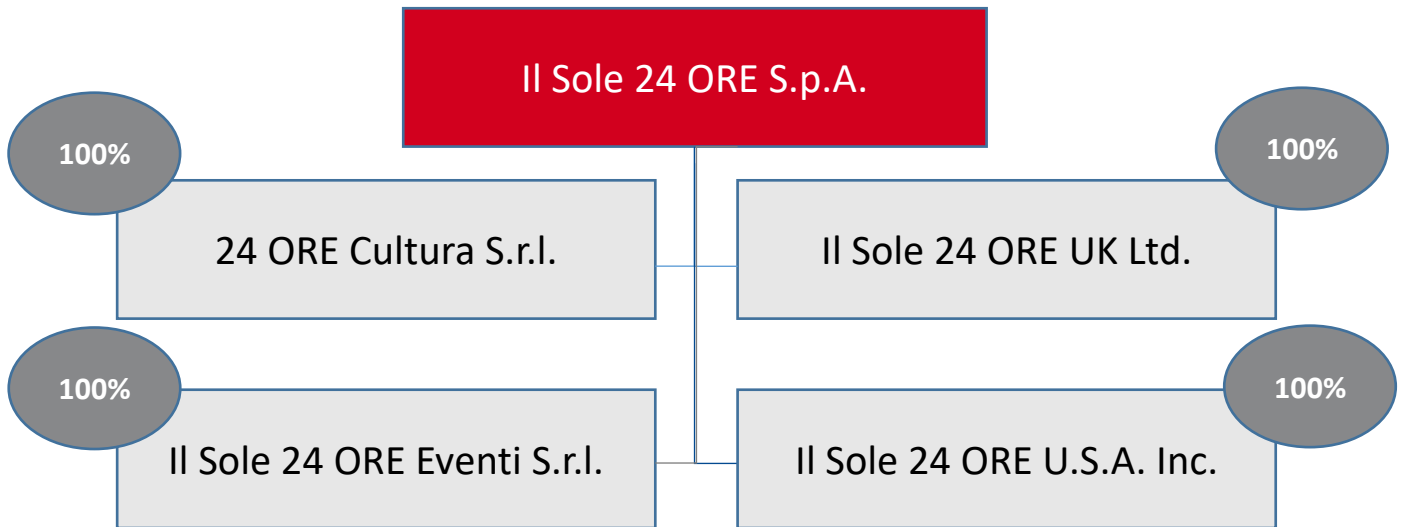 Il Sole 24 ORE S.p.A.
100%
100%
24 ORE Cultura S.r.l.
Il Sole 24 ORE UK Ltd.
100%
100%
Il Sole 24 ORE Eventi S.r.l.
Il Sole 24 ORE U.S.A. Inc.